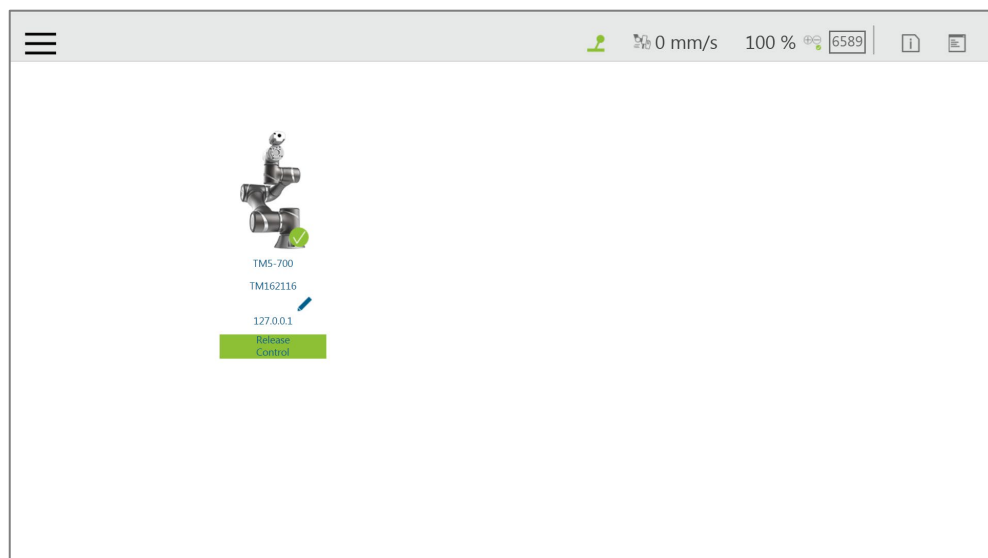 0 mm/s 100 % 6589
TM5-700
TM162116
127.0.0.1
Release
Control